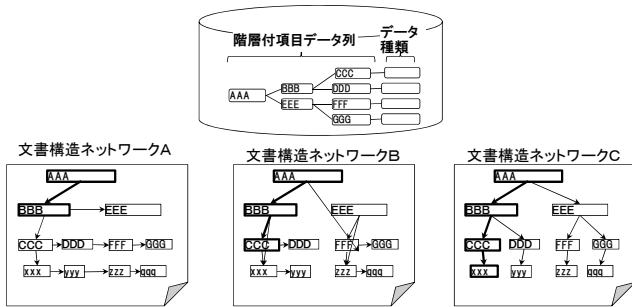 階層付項目データ列
データ
種類
AAA
BBB
EEE
CCC
DDD
FFF
GGG
文書構造ネットワークA
AAA
BBB
EEE
CCC
DDD
FFF
GGG
xxx
yyy
zzz
qqq
文書構造ネットワークB
AAA
BBB
EEE
CCC
DDD
FFF
GGG
xxx
yyy
zzz
qqq
文書構造ネットワークC
AAA
BBB
EEE
CCC
DDD
FFF
GGG
xxx
yyy
zzz
qqq